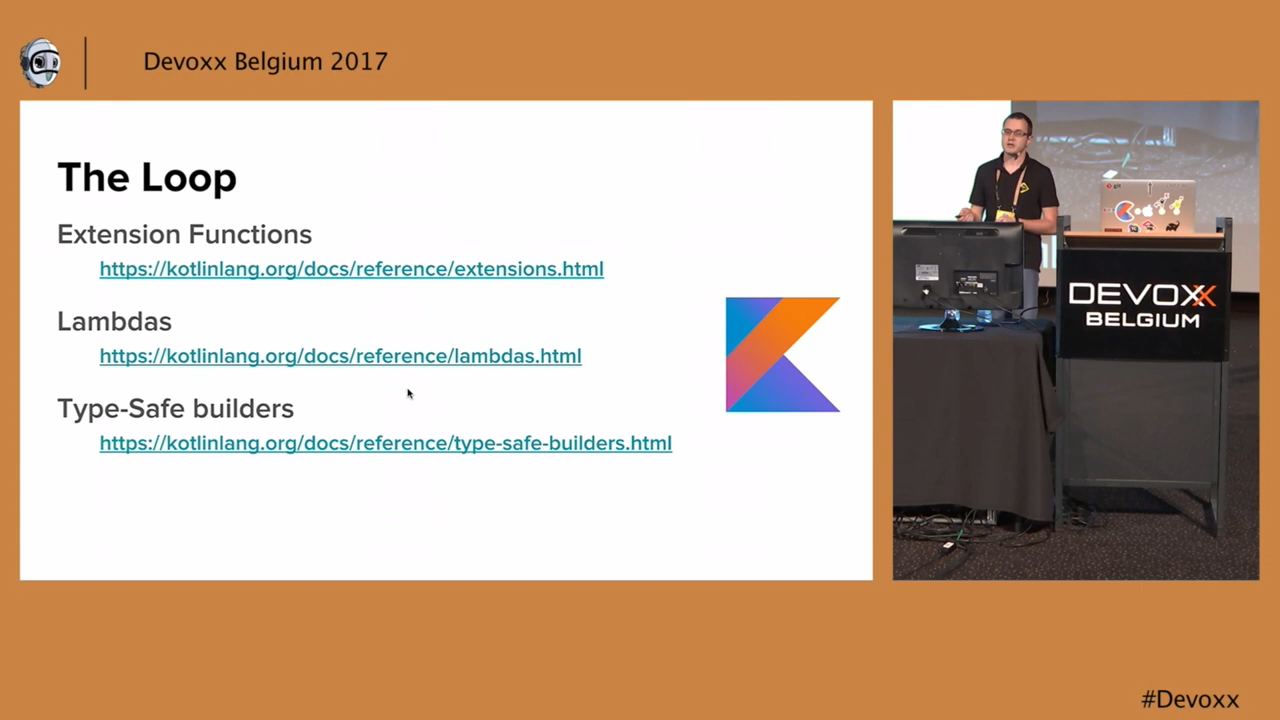 Devoxx Belgium 2017
The Loop
Extension Functions
https://kotlinlang.org/docs/reference/extensions.html
Lambdas
https://kotlinlang.org/docs/reference/lambdas.html
Type-Safe builders
https://kotlinlang.org/docs/reference/type-safe-builders.html
git
DEVOXX
BELGIUM
#Devoxx